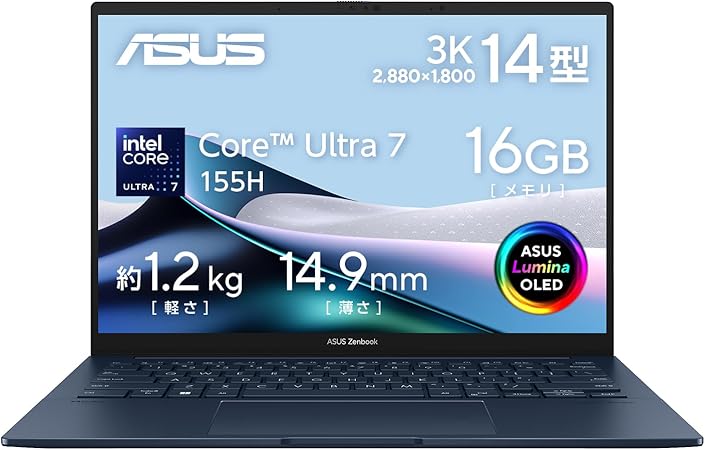 ASUS
3K
2,880×1,800
14型
intel
CORE
ULTRA 7
Core™ Ultra 7
155H
16GB
[ メモリ ]
約1.2kg
[ 軽さ ]
14.9mm
[ 薄さ ]
ASUS
Lumina
OLED
ASUS Zenbook